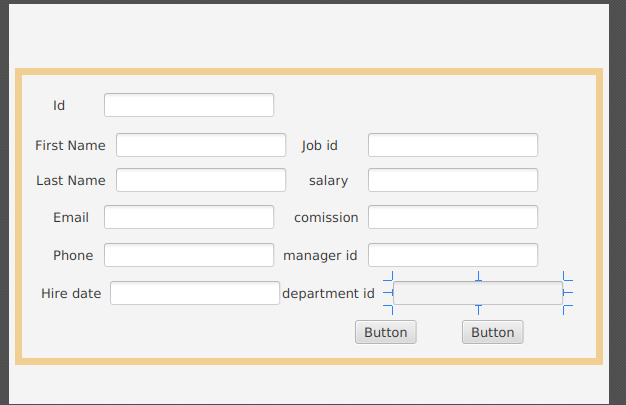 Id
First Name Job id
Last Name salary
Email comission
Phone manager id
Hire date department id
Button Button